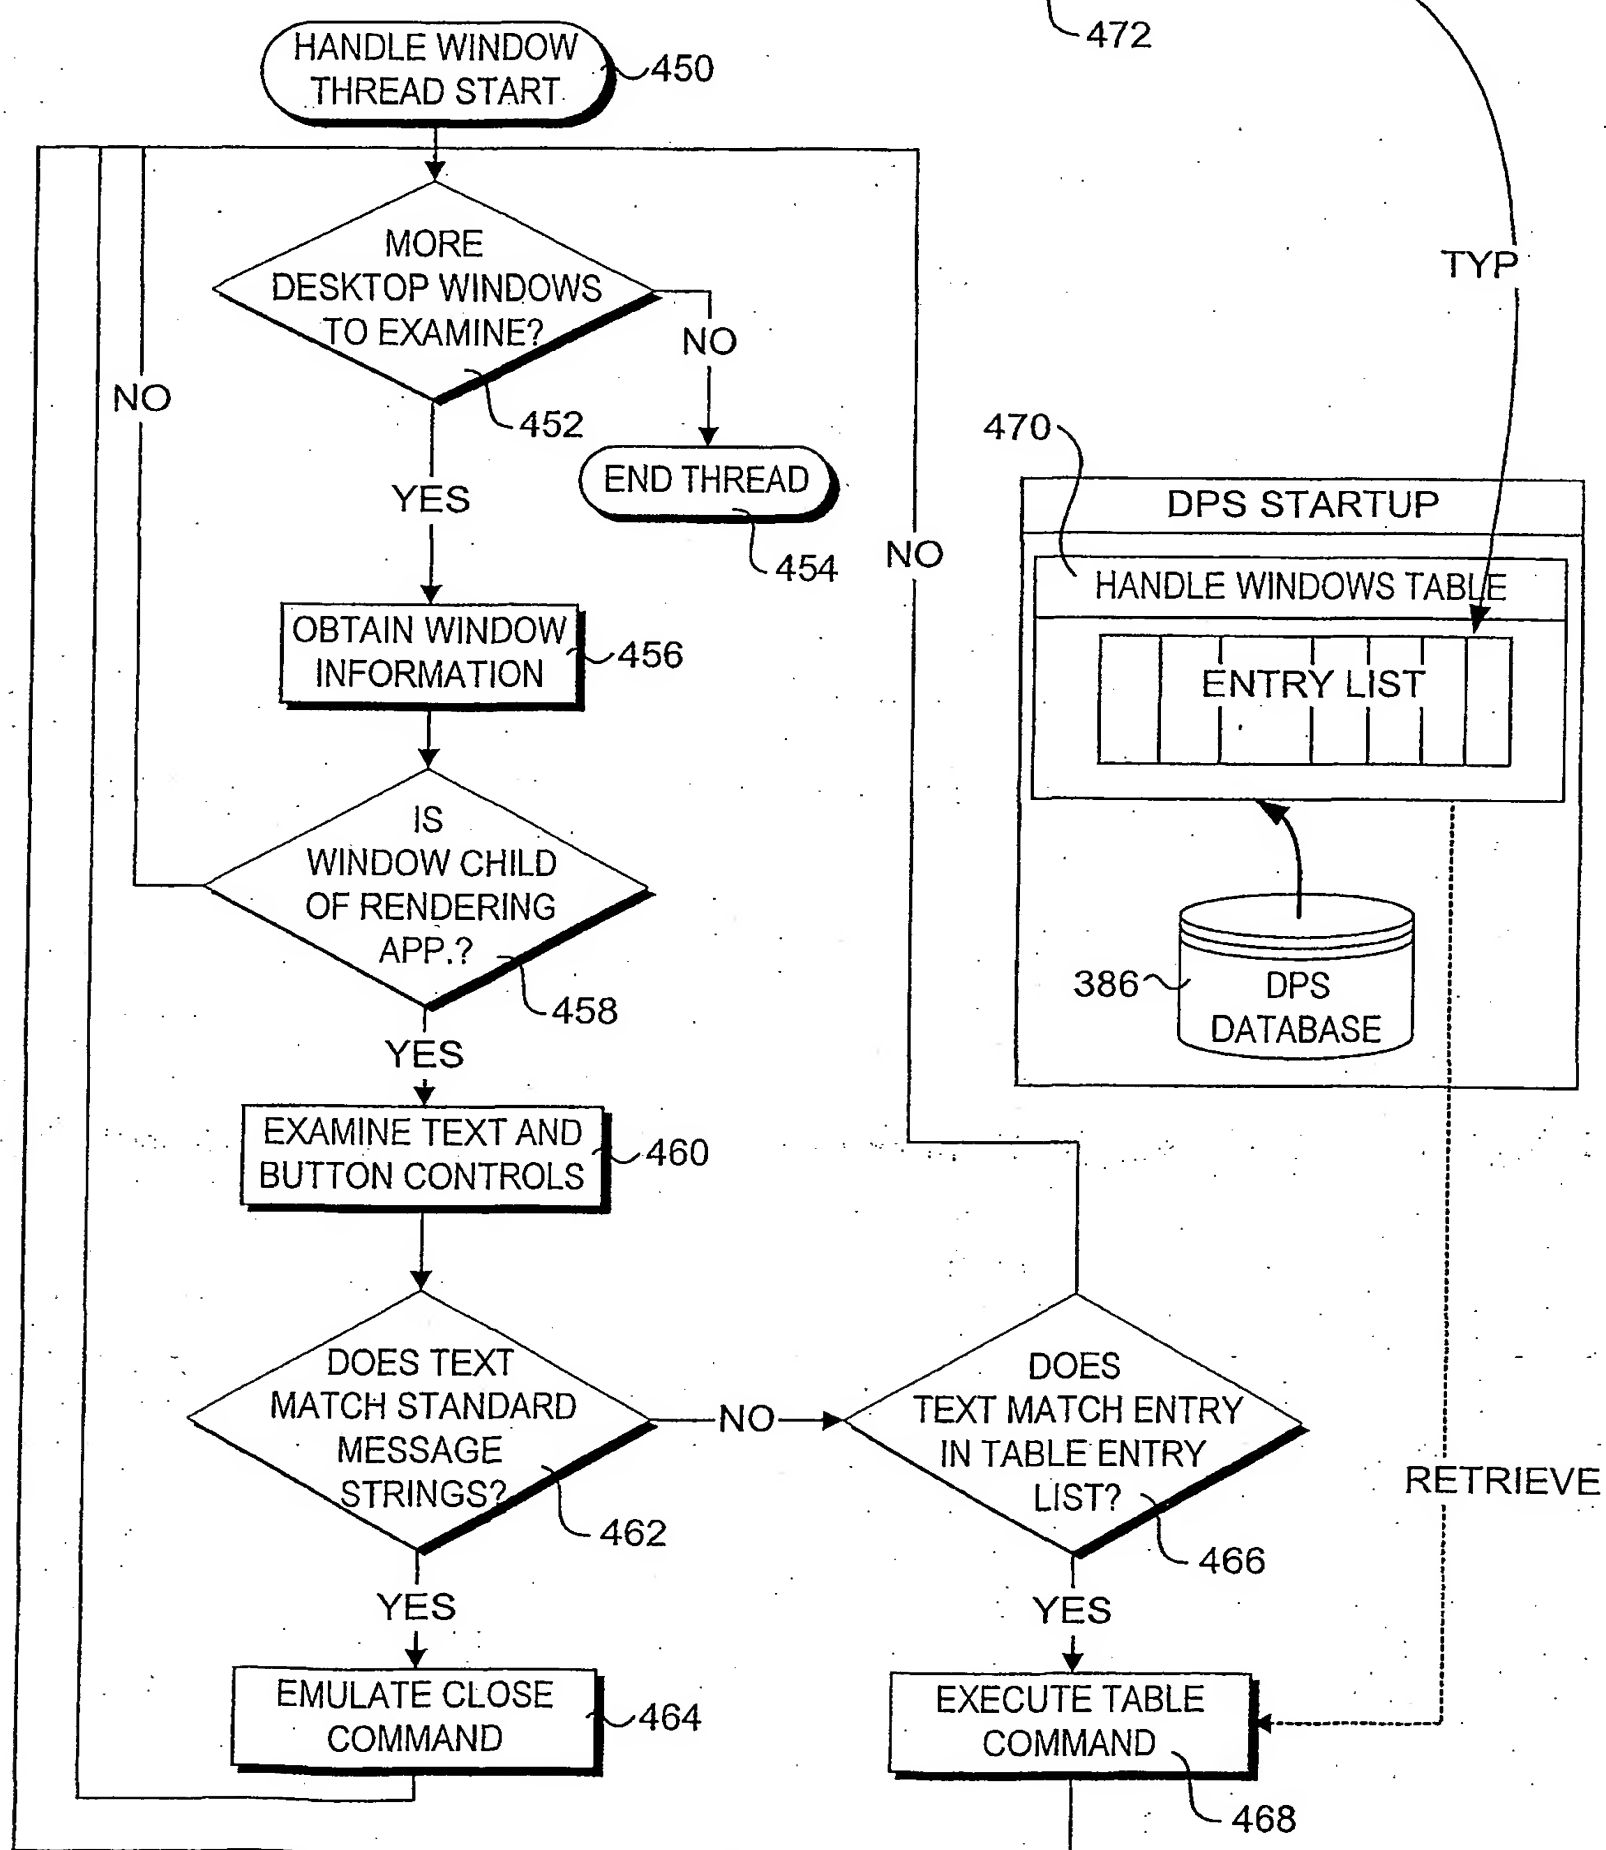 472
HANDLE WINDOW
THREAD START
450
MORE
DESKTOP WINDOWS
TO EXAMINE?
452
NO
END THREAD
454
YES
NO
NO
OBTAIN WINDOW
INFORMATION
456
IS
WINDOW CHILD
OF RENDERING
APP.?
458
YES
EXAMINE TEXT AND
BUTTON CONTROLS
460
DOES TEXT
MATCH STANDARD
MESSAGE
STRINGS?
462
NO
YES
EMULATE CLOSE
COMMAND
464
DOES
TEXT MATCH ENTRY
IN TABLE ENTRY
LIST?
466
YES
EXECUTE TABLE
COMMAND
468
TYP
470
DPS STARTUP
HANDLE WINDOWS TABLE
ENTRY LIST
386
DPS
DATABASE
RETRIEVE